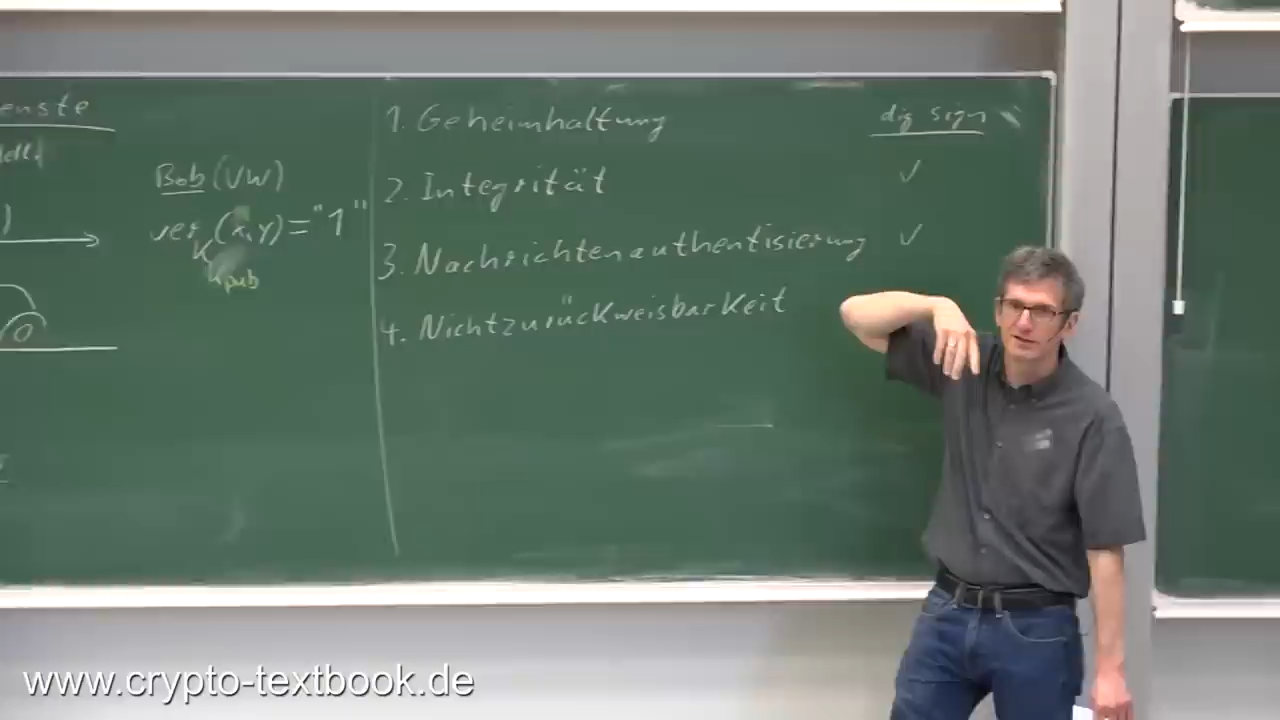 enste
Bob (VW)
ver (x,y) = "1"
K
Kpub
1. Geheimhaltung
2. Integrität
3. Nachrichtenauthentisierung
4. Nichtzurückweisbarkeit
dig sign
✓
✓
www.crypto-textbook.de